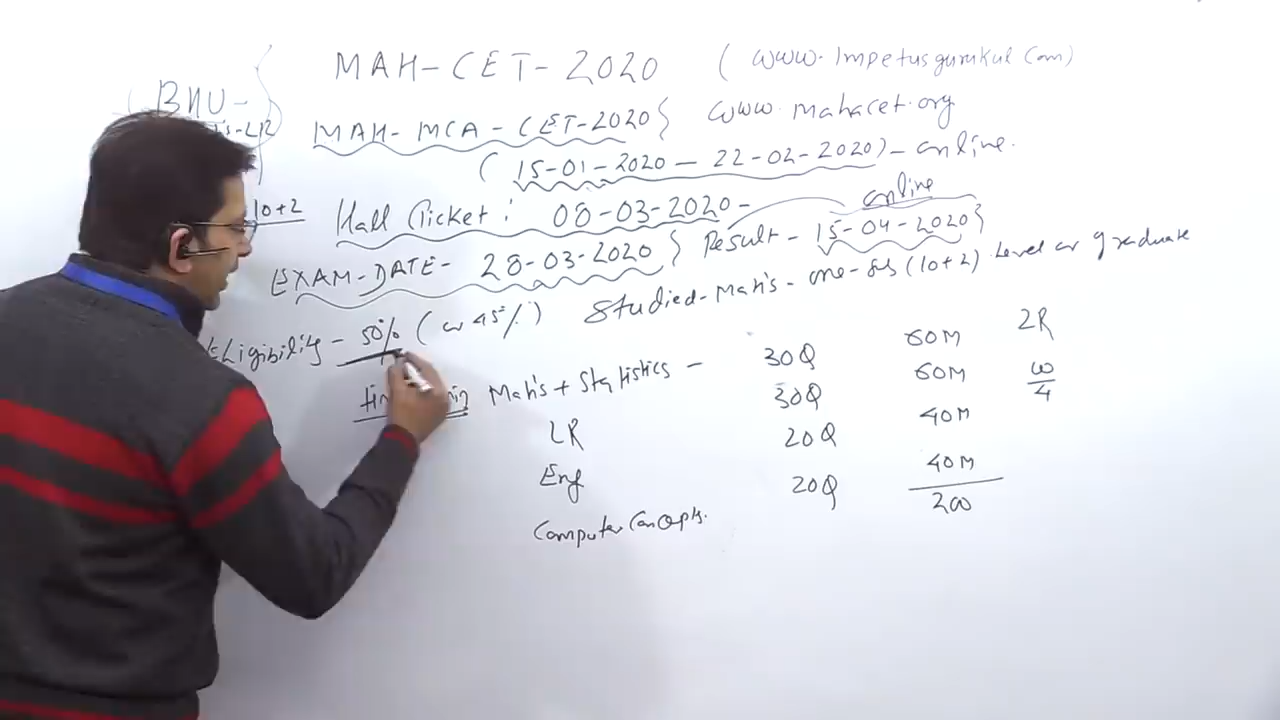 MAH-CET-2020 (www.Impetusgurukul Com)
BHU-
MAH-MCA-CET-2020} www.mahacet.org
(15-01-2020 - 22-02-2020) - online.
10+2 Hall Ticket: 08-03-2020- online
EXAM-DATE- 28-03-2020} Result - 15-04-2020}
Eligibility - 50% ( 45%) Studied-Math's - (10+2) Level or graduate
Math's + Statistics - 30Q 60M 2R
LR 30Q 60M
Eng 20Q 40M
Computer Concepts. 20Q 40M
200